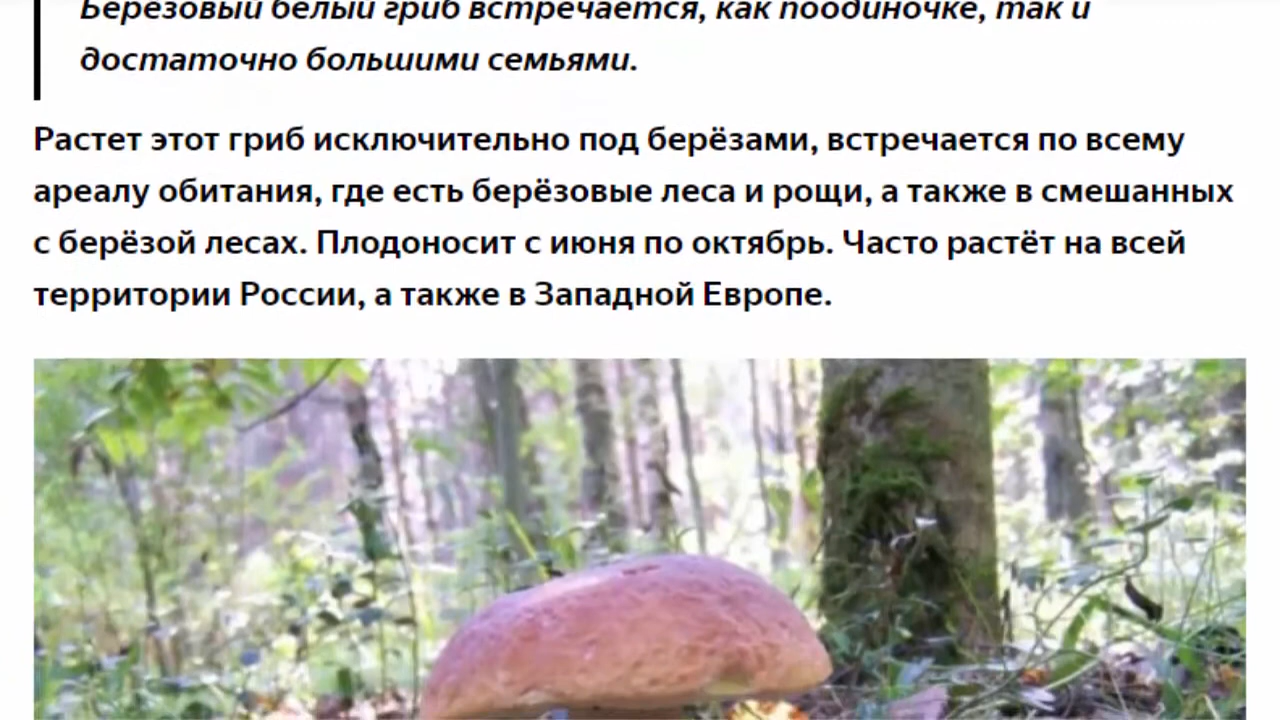 Берёзовый белый гриб встречается, как поодиночке, так и
достаточно большими семьями.
Растет этот гриб исключительно под берёзами, встречается по всему
ареалу обитания, где есть берёзовые леса и рощи, а также в смешанных
с берёзой лесах. Плодоносит с июня по октябрь. Часто растёт на всей
территории России, а также в Западной Европе.